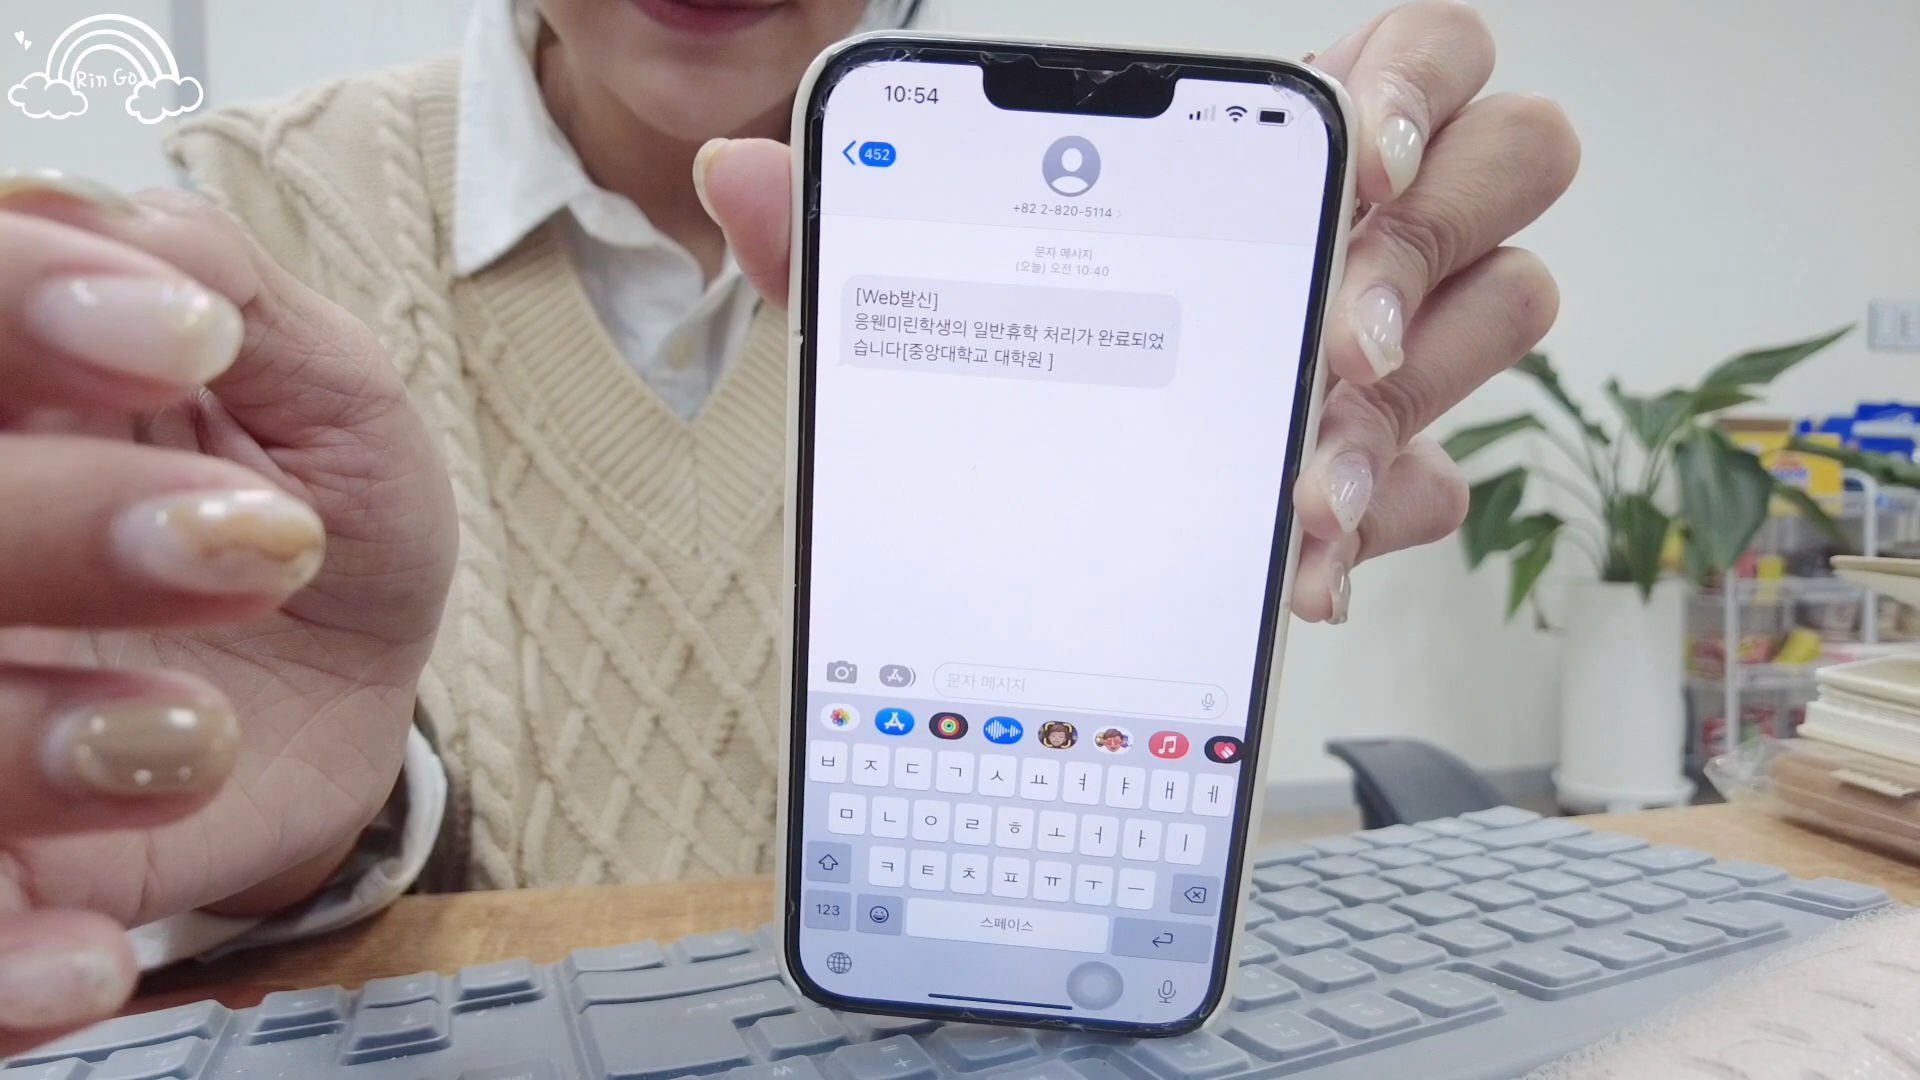 Rin Go
10:54
452
+82 2-820-5114
문자 메시지
(오늘) 오전 10:40
[Web발신]
응웬미린학생의 일반휴학 처리가 완료되었
습니다[중앙대학교 대학원 ]
문자 메시지
ㅂ ㅈ ㄷ ㄱ ㅅ ㅛ ㅕ ㅑ ㅐ ㅔ
ㅁ ㄴ ㅇ ㄹ ㅎ ㅗ ㅓ ㅏ ㅣ
ㅋ ㅌ ㅊ ㅍ ㅠ ㅜ ㅡ
123
스페이스